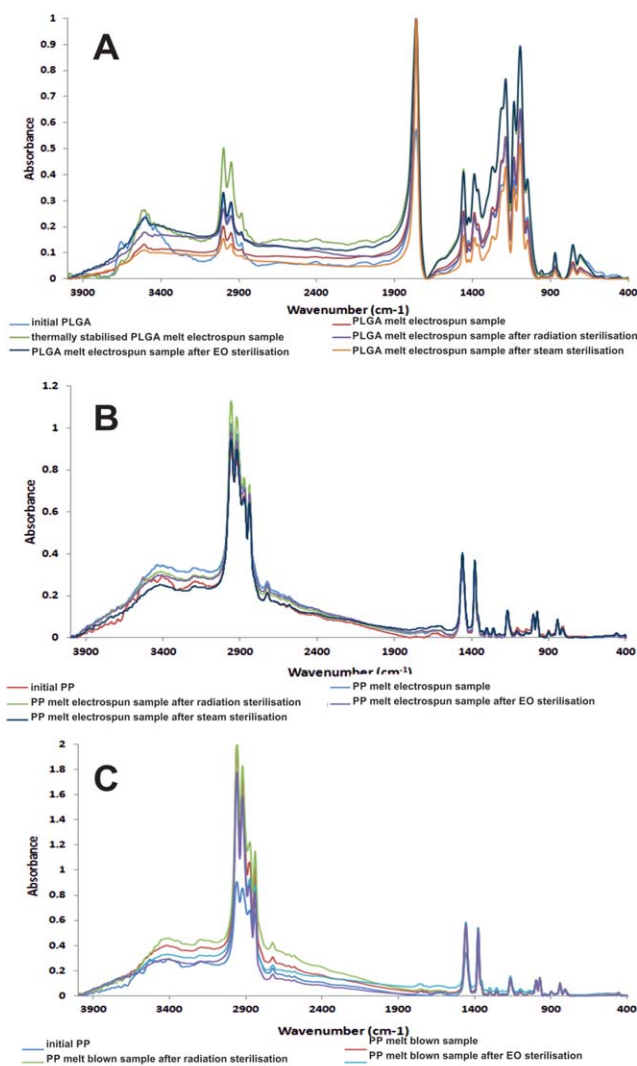 A
1
0.9
0.8
0.7
0.6
0.5
0.4
0.3
0.2
0.1
0
Absorbance
3900 3400 2900 2400 1900 1400 900 400
Wavenumber (cm-1)
initial PLGA
PLGA melt electrospun sample
thermally stabilised PLGA melt electrospun sample
PLGA melt electrospun sample after radiation sterilisation
PLGA melt electrospun sample after EO sterilisation
PLGA melt electrospun sample after steam sterilisation
B
1.2
1
0.8
0.6
0.4
0.2
0
Absorbance
3900 3400 2900 2400 1900 1400 900 400
Wavenumber (cm-1)
initial PP
PP melt electrospun sample
PP melt electrospun sample after radiation sterilisation
PP melt electrospun sample after EO sterilisation
PP melt electrospun sample after steam sterilisation
C
2
1.8
1.6
1.4
1.2
1
0.8
0.6
0.4
0.2
0
Absorbance
3900 3400 2900 2400 1900 1400 900 400
Wavenumber (cm-1)
initial PP
PP melt blown sample
PP melt blown sample after radiation sterilisation
PP melt blown sample after EO sterilisation